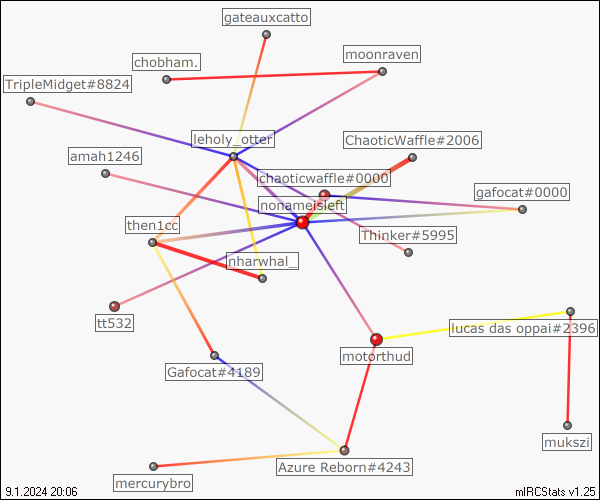 gateauxcatto
chobham.
moonraven
TripleMidget#8824
leholy_otter
ChaoticWaffle#2006
amah1246
chaoticwaffle#0000
gafocat#0000
nonameisleft
then1cc
Thinker#5995
nharwhal_
tt532
lucas das oppai#2396
motorthud
Gafocat#4189
mukszi
Azure Reborn#4243
mercurybro
9.1.2024 20:06
mIRCStats v1.25